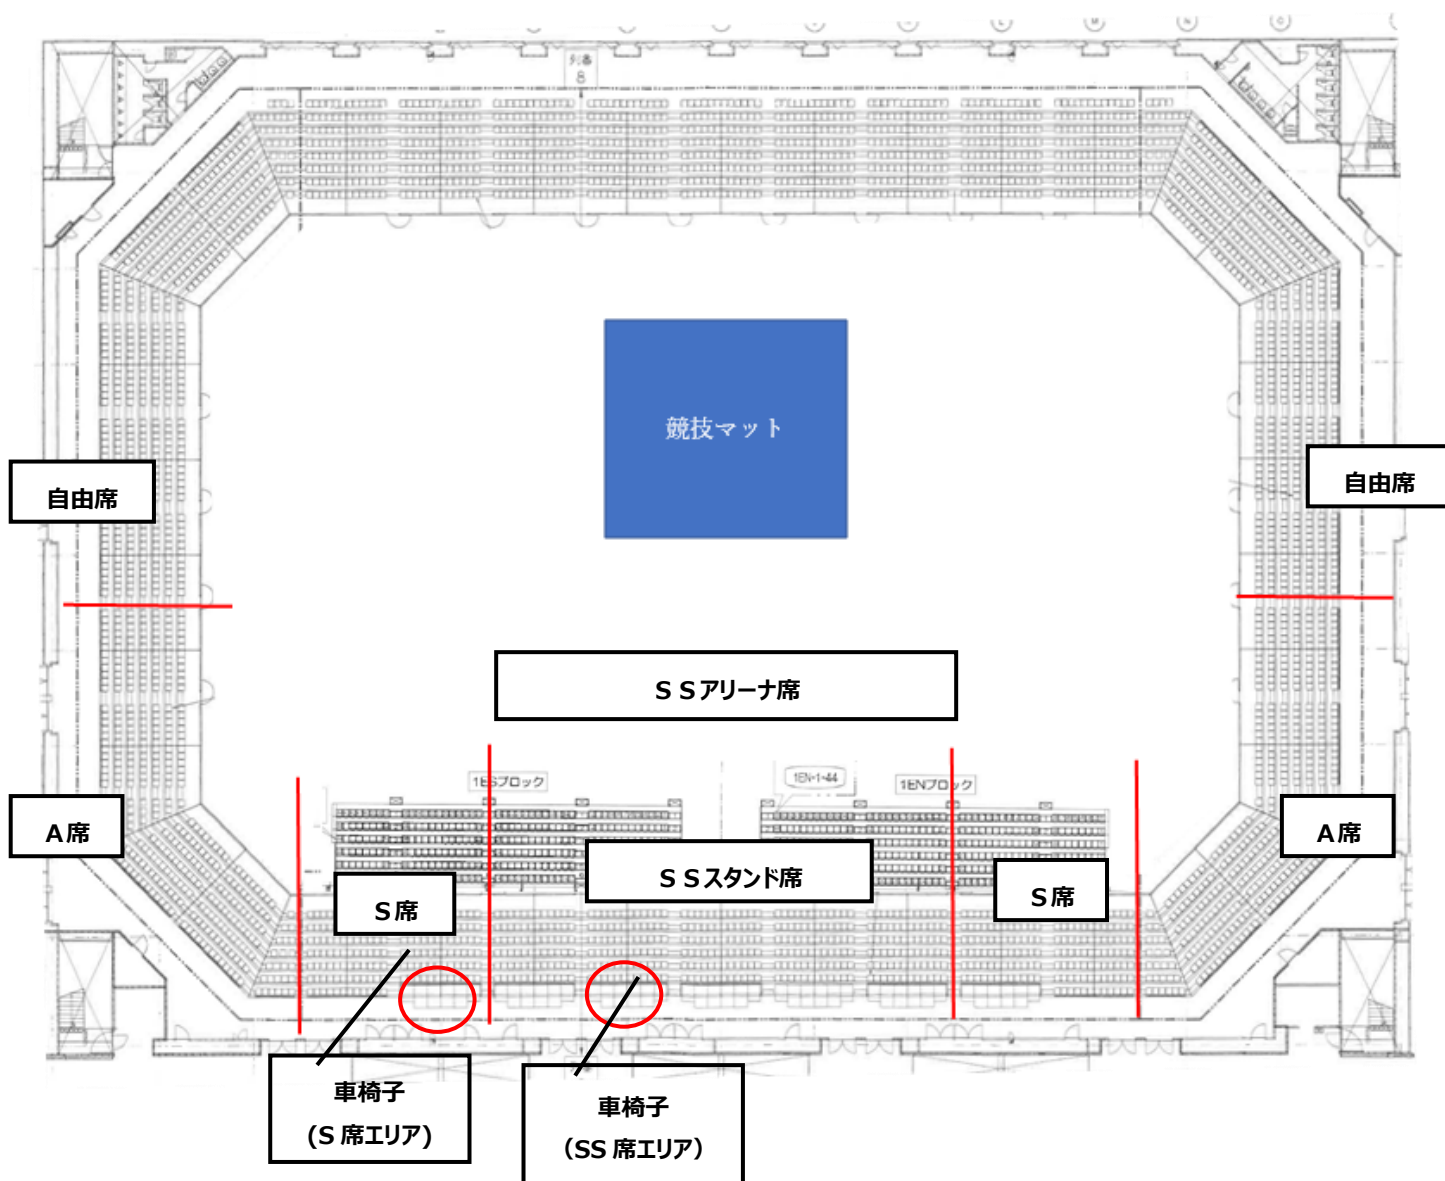 L
M
N
列番
8
競技マット
自由席
自由席
ＳＳアリーナ席
1ESブロック
1EN-1-44
1ENブロック
A席
A席
ＳＳスタンド席
S席
S席
車椅子
(S 席エリア)
車椅子
（SS 席エリア）